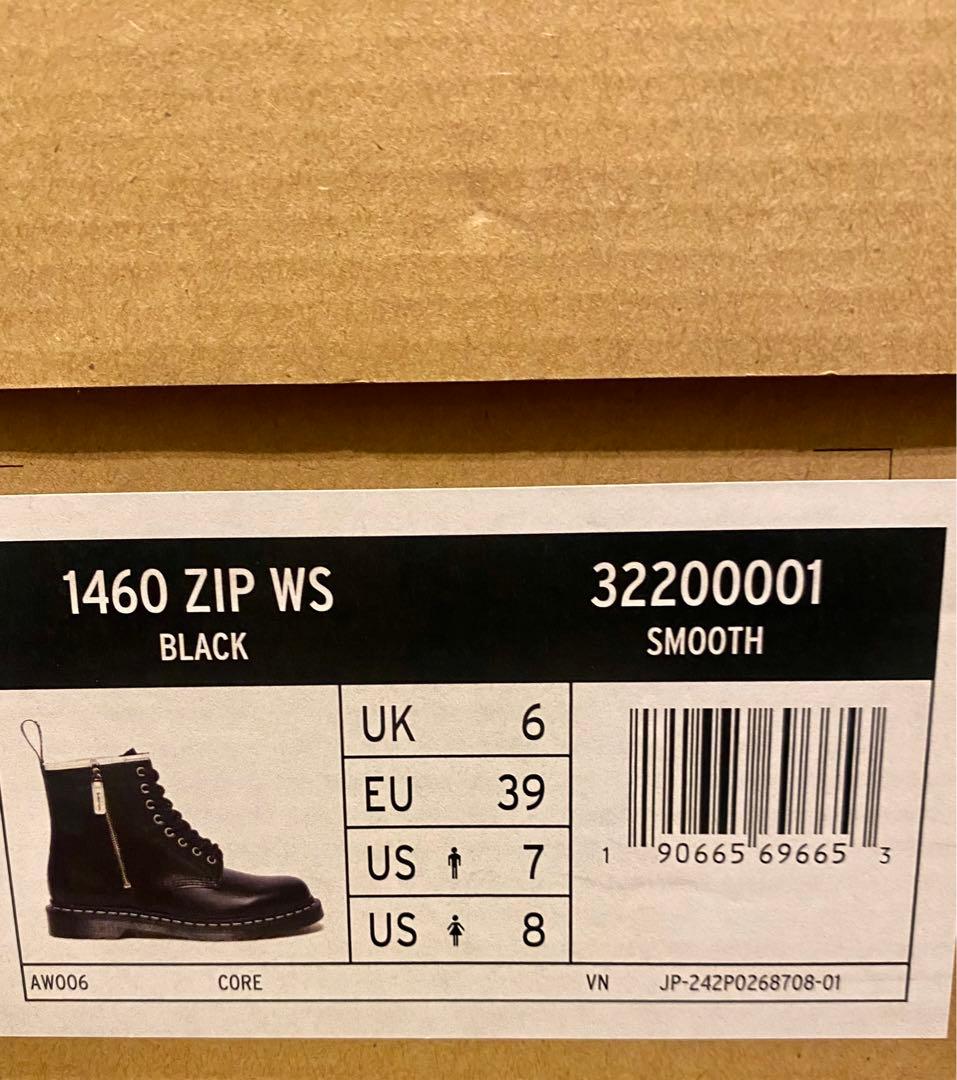 1460 ZIP WS
BLACK
32200001
SMOOTH
UK 6
EU 39
US 7
US 8
1 90665 69665 3
AW006 CORE VN JP-242P0268708-01